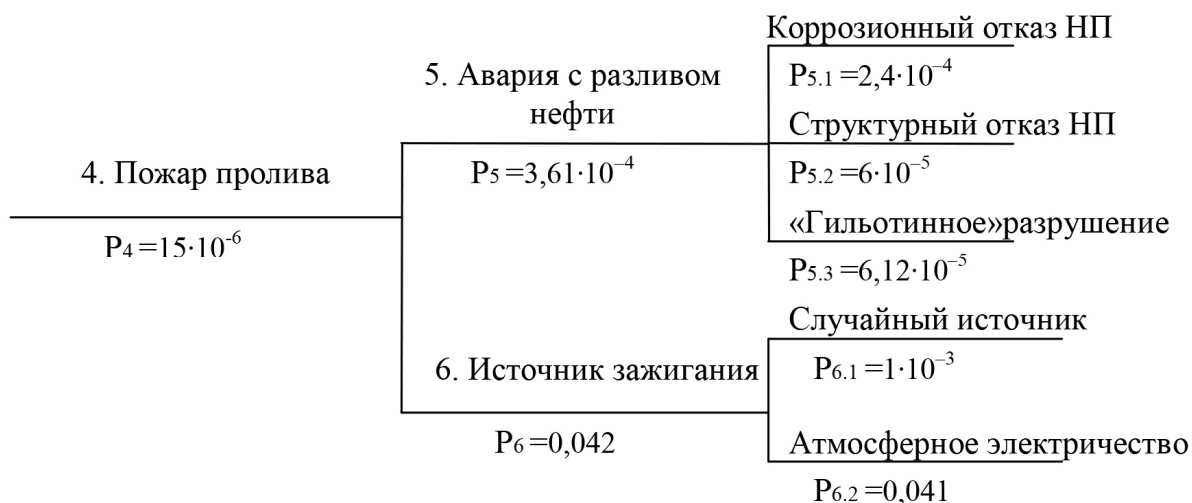 Коррозионный отказ НП
P5.1 =2,4·10–4
5. Авария с разливом
нефти
Структурный отказ НП
4. Пожар пролива
P5 =3,61·10–4
P5.2 =6·10–5
«Гильотинное»разрушение
P4 =15·10-6
P5.3 =6,12·10–5
Случайный источник
6. Источник зажигания
P6.1 =1·10–3
P6 =0,042
Атмосферное электричество
P6.2 =0,041